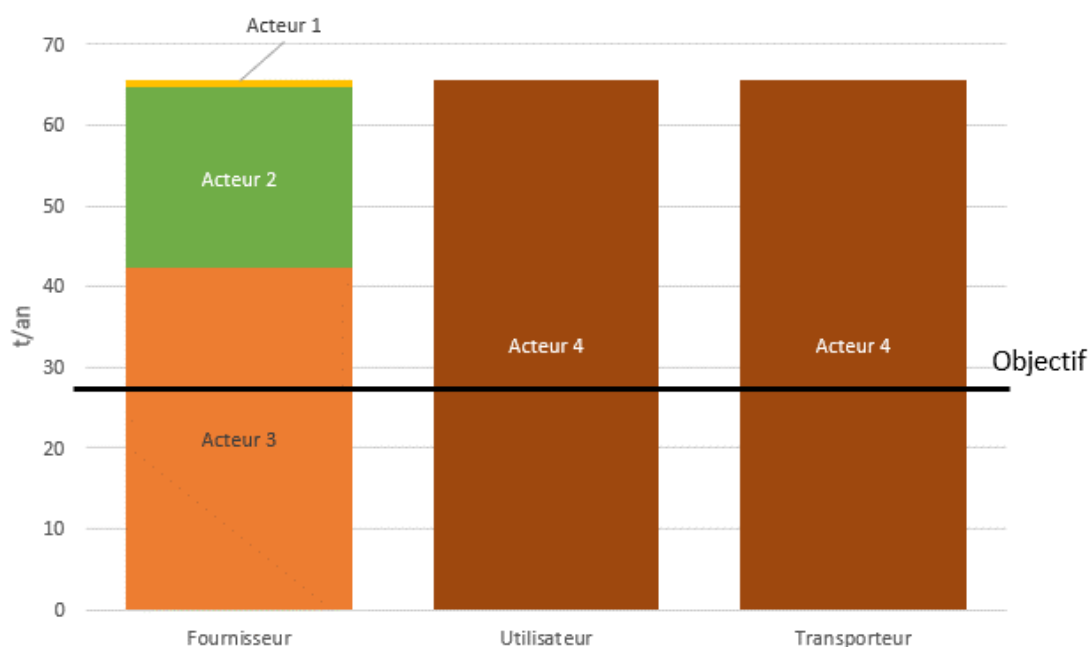 Acteur 1
70
60
Acteur 2
50
40
t/an
Acteur 4
Acteur 4
30
Objectif
Acteur 3
20
10
0
Fournisseur
Utilisateur
Transporteur